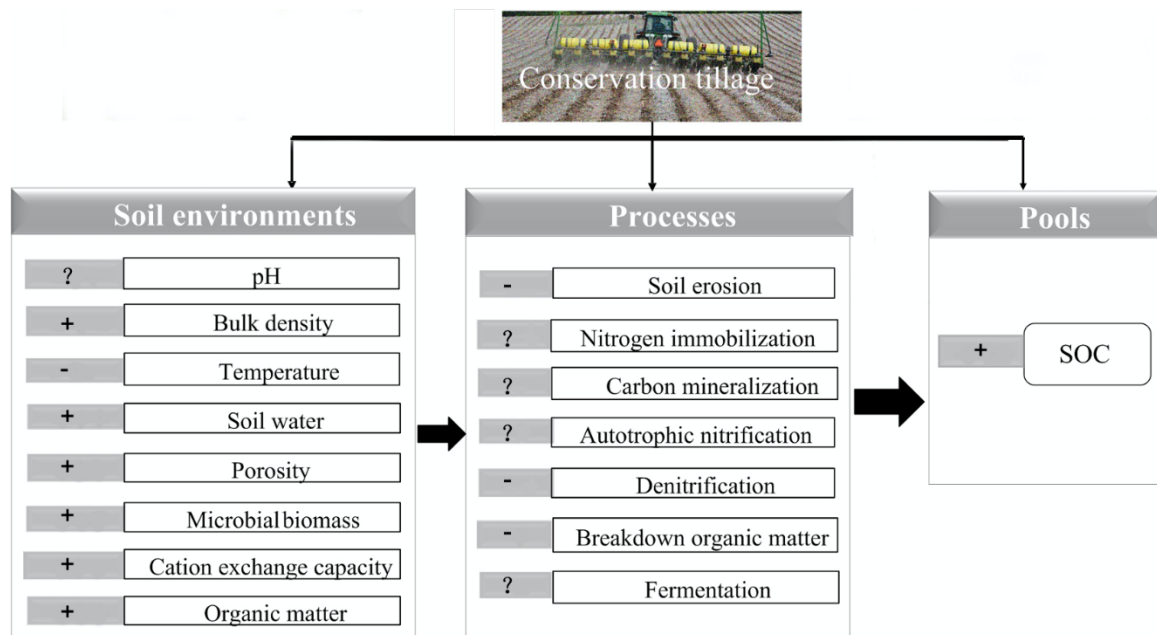 Conservation tillage
Soil environments
? pH
+ Bulk density
- Temperature
+ Soil water
+ Porosity
+ Microbial biomass
+ Cation exchange capacity
+ Organic matter
Processes
- Soil erosion
? Nitrogen immobilization
? Carbon mineralization
? Autotrophic nitrification
- Denitrification
- Breakdown organic matter
? Fermentation
Pools
+ SOC